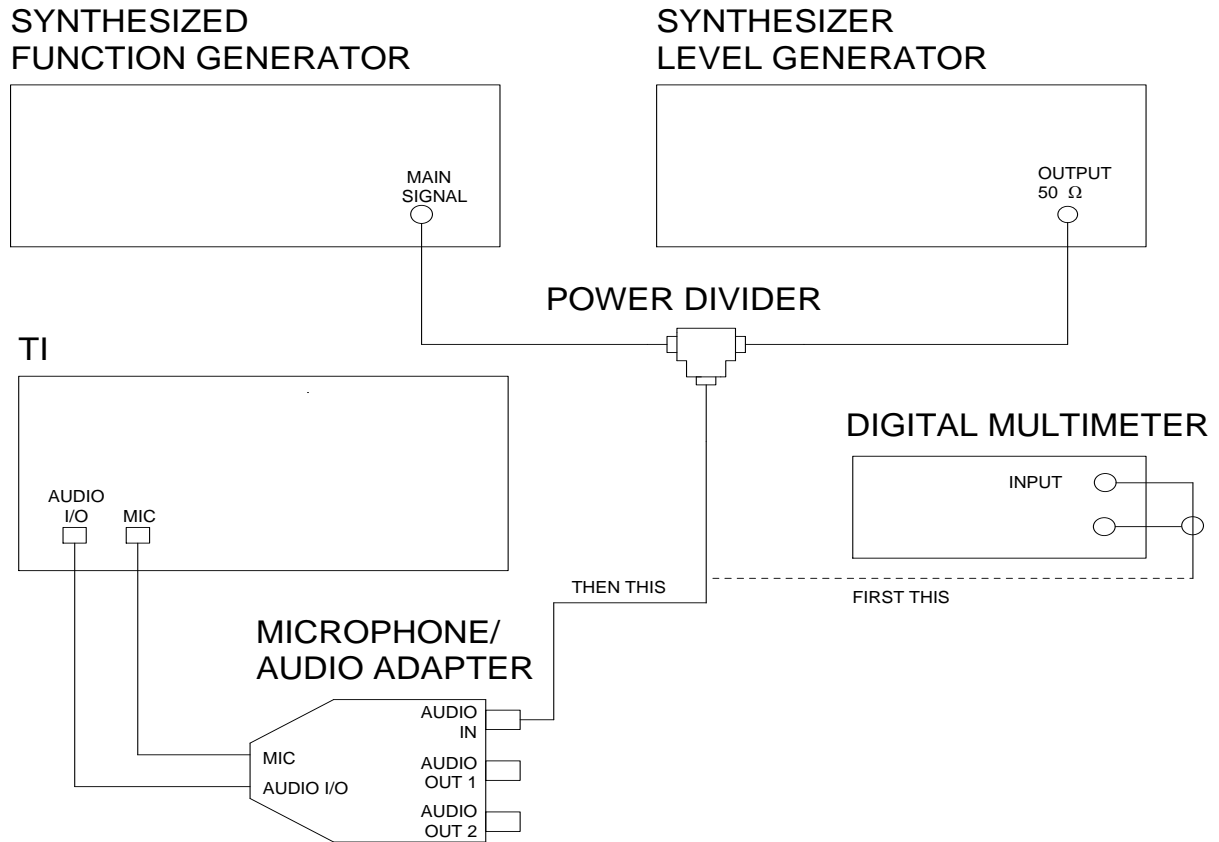 SYNTHESIZED
FUNCTION GENERATOR
MAIN
SIGNAL
SYNTHESIZER
LEVEL GENERATOR
OUTPUT
50 Ω
POWER DIVIDER
TI
AUDIO
I/O
MIC
DIGITAL MULTIMETER
INPUT
THEN THIS
FIRST THIS
MICROPHONE/
AUDIO ADAPTER
MIC
AUDIO I/O
AUDIO
IN
AUDIO
OUT 1
AUDIO
OUT 2